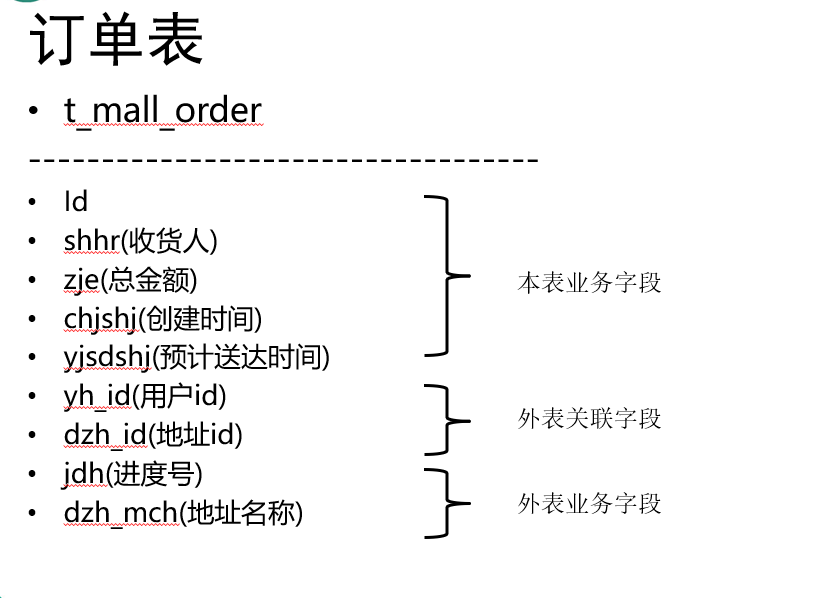 订单表
• t_mall_order
-----------------------------------
• Id
• shhr(收货人)
• zje(总金额)
• chjshj(创建时间)
• yjsdshj(预计送达时间)
本表业务字段
• yh_id(用户id)
• dzh_id(地址id)
外表关联字段
• jdh(进度号)
• dzh_mch(地址名称)
外表业务字段